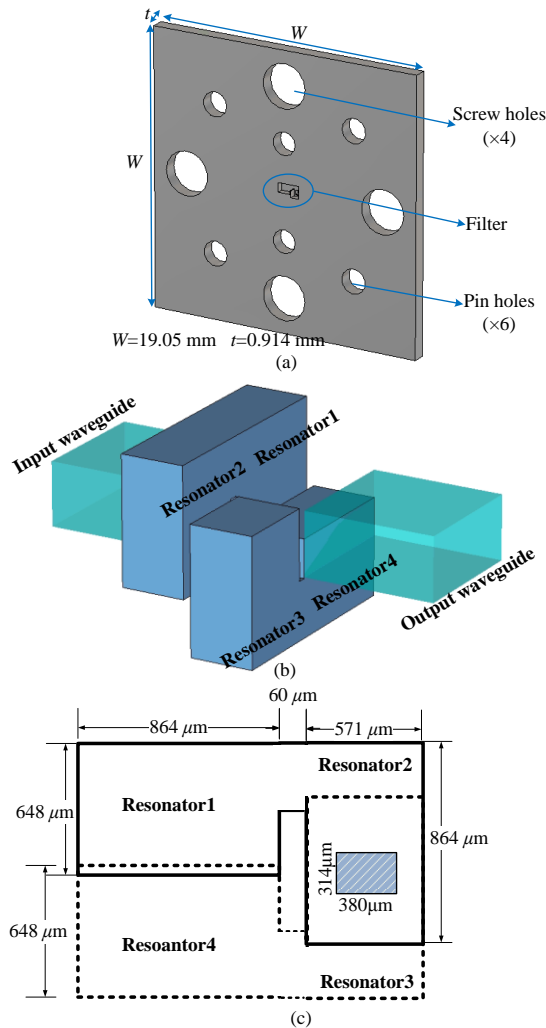 t
W
W
Screw holes
(×4)
Filter
Pin holes
(×6)
W=19.05 mm t=0.914 mm
(a)
Input waveguide
Resonator1
Resonator2
Resonator4
Resonator3
Output waveguide
(b)
60 μm
864 μm
571 μm
Resonator2
Resonator1
648 μm
864 μm
314μm
380μm
648 μm
Resoantor4
Resonator3
(c)